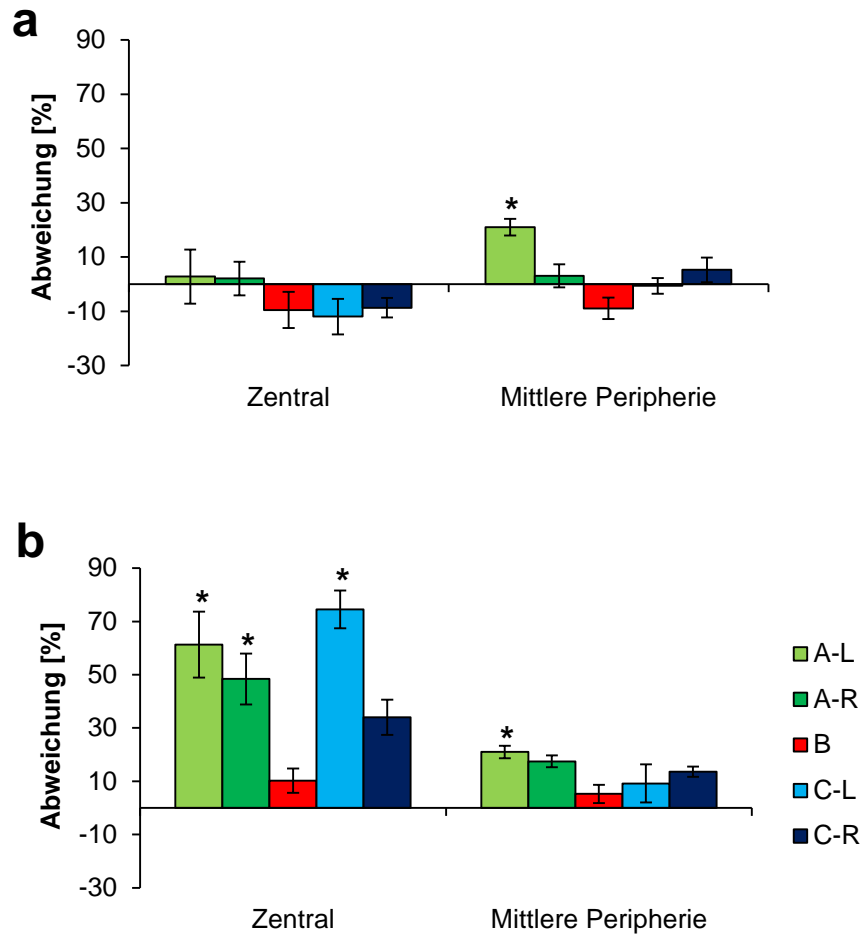 a
Abweichung [%]
90
70
50
30
10
-10
-30
*
Zentral
Mittlere Peripherie
b
Abweichung [%]
90
70
50
30
10
-10
-30
*
*
*
*
Zentral
Mittlere Peripherie
A-L
A-R
B
C-L
C-R